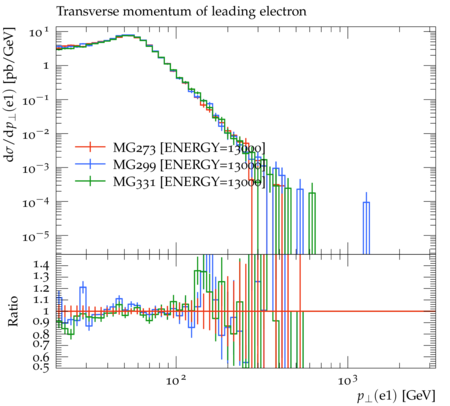 Transverse momentum of leading electron
dσ/dp⊥(e1) [pb/GeV]
10¹
1
10⁻¹
10⁻²
10⁻³
10⁻⁴
10⁻⁵
MG273 [ENERGY=13000]
MG299 [ENERGY=13000]
MG331 [ENERGY=13000]
Ratio
1.4
1.3
1.2
1.1
1
0.9
0.8
0.7
0.6
0.5
10² 10³
p⊥(e1) [GeV]